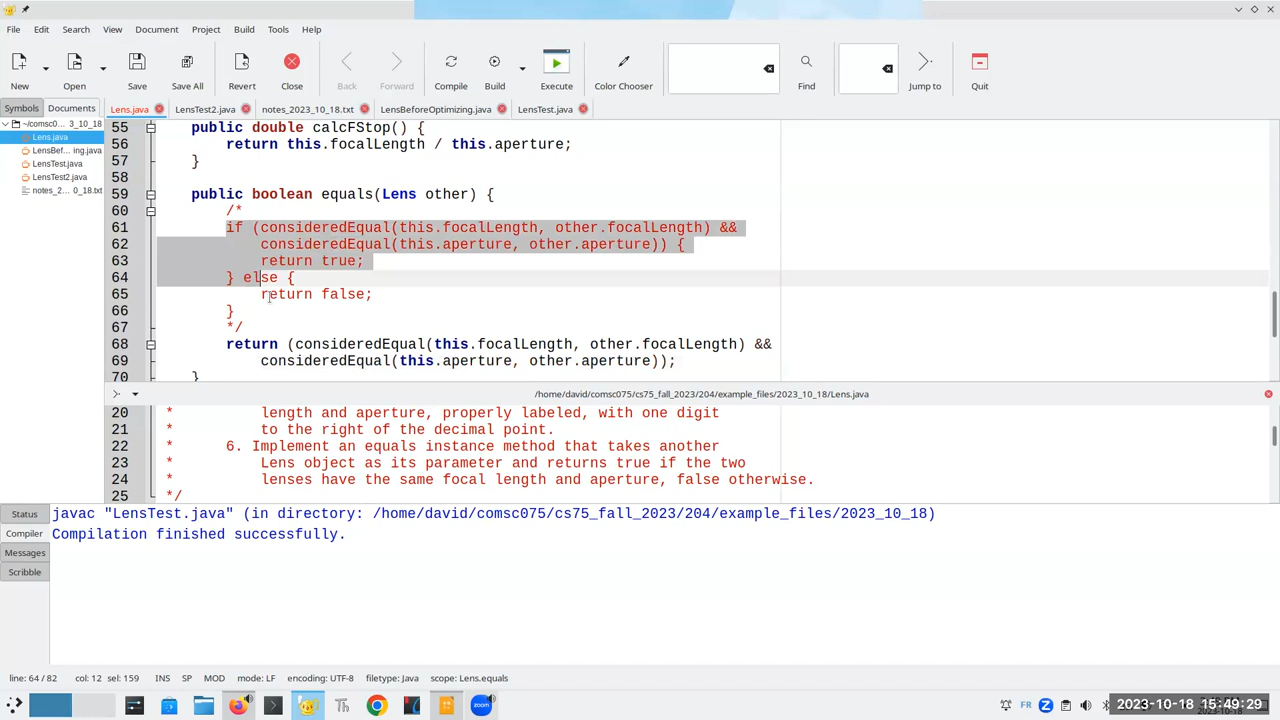 File Edit Search View Document Project Build Tools Help
New Open Save Save All Revert Close Back Forward Compile Build Execute Color Chooser Find Jump to Quit
Symbols Documents Lens.java LensTest2.java notes_2023_10_18.txt LensBeforeOptimizing.java LensTest.java
~/comsc0... 3_10_18
Lens.java
LensBef... ing.java
LensTest.java
LensTest2.java
notes_2... 0_18.txt
55 public double calcFStop() {
56 return this.focalLength / this.aperture;
57 }
58
59 public boolean equals(Lens other) {
60 /*
61 if (consideredEqual(this.focalLength, other.focalLength) &&
62 consideredEqual(this.aperture, other.aperture)) {
63 return true;
64 } else {
65 return false;
66 }
67 */
68 return (consideredEqual(this.focalLength, other.focalLength) &&
69 consideredEqual(this.aperture, other.aperture));
70 }
/home/david/comsc075/cs75_fall_2023/204/example_files/2023_10_18/Lens.java
20 * length and aperture, properly labeled, with one digit
21 * to the right of the decimal point.
22 * 6. Implement an equals instance method that takes another
23 * Lens object as its parameter and returns true if the two
24 * lenses have the same focal length and aperture, false otherwise.
25 */
Status
Compiler
Messages
Scribble
javac "LensTest.java" (in directory: /home/david/comsc075/cs75_fall_2023/204/example_files/2023_10_18)
Compilation finished successfully.
line: 64 / 82 col: 12 sel: 159 INS SP MOD mode: LF encoding: UTF-8 filetype: Java scope: Lens.equals
zoom FR 2023-10-18 15:49:29